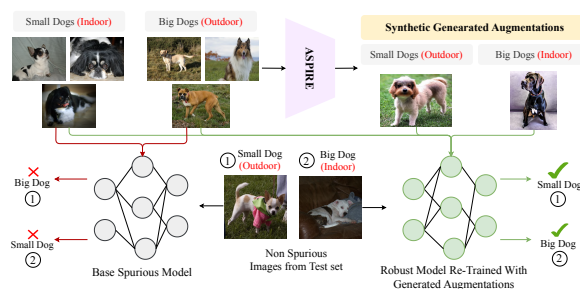 Small Dogs (Indoor)
Big Dogs (Outdoor)
ASPIRE
Synthetic Genearated Augmentations
Small Dogs (Outdoor)
Big Dogs (Indoor)
Big Dog
1
Small Dog
2
Base Spurious Model
1
Small Dog
(Outdoor)
2
Big Dog
(Indoor)
Non Spurious
Images from Test set
Small Dog
1
Big Dog
2
Robust Model Re-Trained With
Generated Augmentations